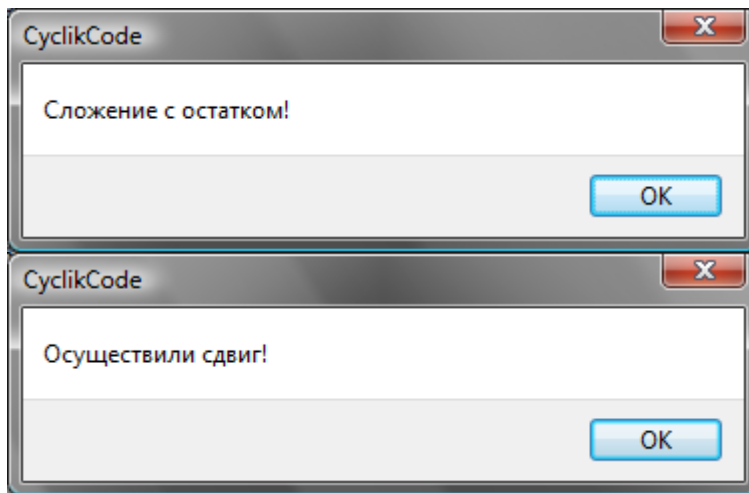 CyclikCode
Сложение с остатком!
OK
CyclikCode
Осуществили сдвиг!
OK